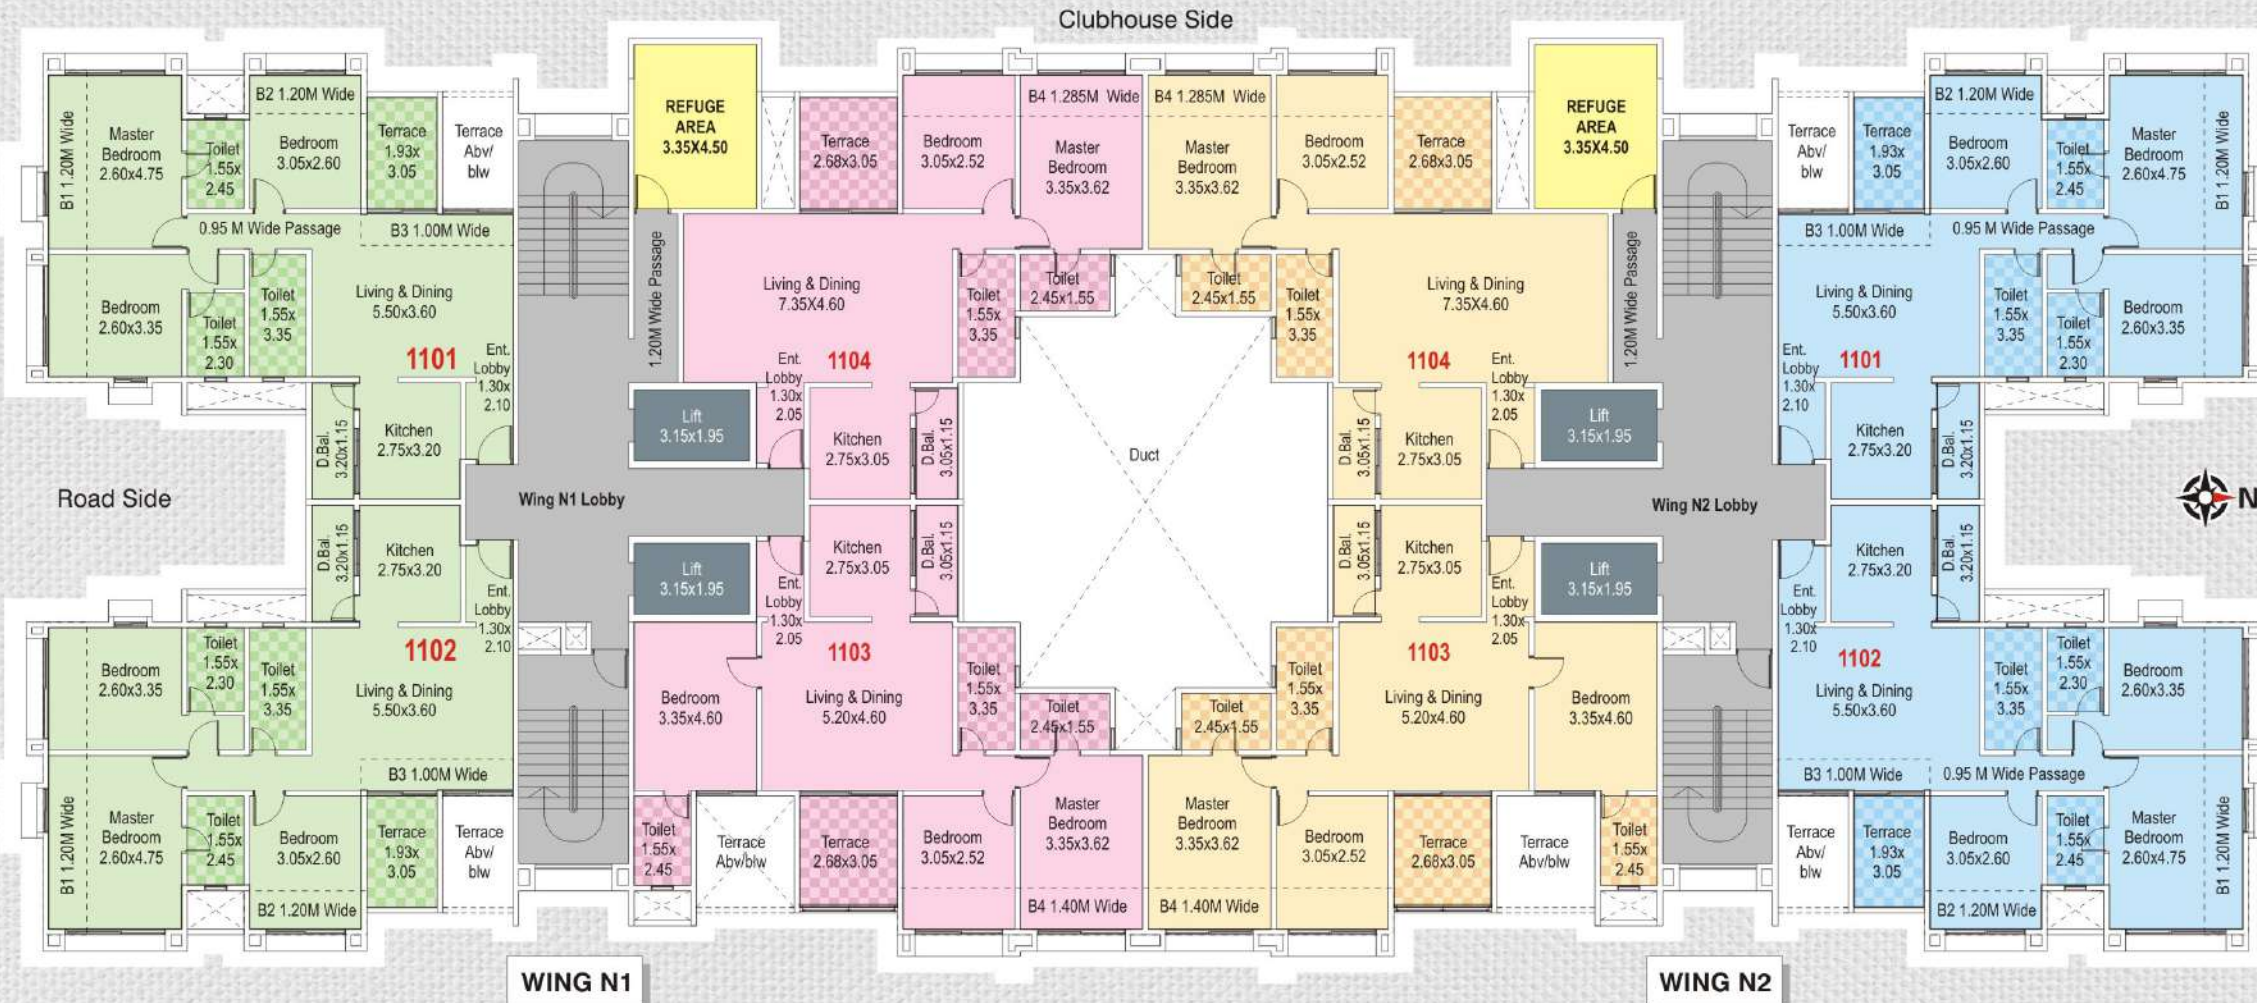 Clubhouse Side
B1 1.20M Wide
Master
Bedroom
2.60x4.75
Toilet
1.55x
2.45
B2 1.20M Wide
Bedroom
3.05x2.60
Terrace
1.93x
3.05
Terrace
Abv/
blw
0.95 M Wide Passage
B3 1.00M Wide
Bedroom
2.60x3.35
Toilet
1.55x
2.30
Toilet
1.55x
3.35
Living & Dining
5.50x3.60
1101
Ent.
Lobby
1.30x
2.10
D.Bal.
3.20x1.15
Kitchen
2.75x3.20
REFUGE
AREA
3.35X4.50
1.20M Wide Passage
Terrace
2.68x3.05
Bedroom
3.05x2.52
B4 1.285M Wide
Master
Bedroom
3.35x3.62
Living & Dining
7.35X4.60
Toilet
1.55x
3.35
Toilet
2.45x1.55
1104
Ent.
Lobby
1.30x
2.05
Lift
3.15x1.95
Kitchen
2.75x3.05
D.Bal.
3.05x1.15
B4 1.285M Wide
Master
Bedroom
3.35x3.62
Bedroom
3.05x2.52
Terrace
2.68x3.05
REFUGE
AREA
3.35X4.50
1.20M Wide Passage
Toilet
2.45x1.55
Toilet
1.55x
3.35
Living & Dining
7.35X4.60
1104
Ent.
Lobby
1.30x
2.05
Lift
3.15x1.95
D.Bal.
3.05x1.15
Kitchen
2.75x3.05
Terrace
Abv/
blw
Terrace
1.93x
3.05
B2 1.20M Wide
Bedroom
3.05x2.60
Toilet
1.55x
2.45
Master
Bedroom
2.60x4.75
B1 1.20M Wide
B3 1.00M Wide
0.95 M Wide Passage
Living & Dining
5.50x3.60
Toilet
1.55x
3.35
Toilet
1.55x
2.30
Bedroom
2.60x3.35
Ent.
Lobby
1.30x
2.10
1101
Kitchen
2.75x3.20
D.Bal.
3.20x1.15
Road Side
Wing N1 Lobby
Duct
Wing N2 Lobby
N
D.Bal.
3.20x1.15
Kitchen
2.75x3.20
Ent.
Lobby
1.30x
2.10
Bedroom
2.60x3.35
Toilet
1.55x
2.30
Toilet
1.55x
3.35
1102
Living & Dining
5.50x3.60
B3 1.00M Wide
B1 1.20M Wide
Master
Bedroom
2.60x4.75
Toilet
1.55x
2.45
Bedroom
3.05x2.60
B2 1.20M Wide
Terrace
1.93x
3.05
Terrace
Abv/
blw
Lift
3.15x1.95
Ent.
Lobby
1.30x
2.05
Kitchen
2.75x3.05
D.Bal.
3.05x1.15
Bedroom
3.35x4.60
1103
Living & Dining
5.20x4.60
Toilet
1.55x
3.35
Toilet
2.45x1.55
Toilet
1.55x
2.45
Terrace
Abv/blw
Terrace
2.68x3.05
Bedroom
3.05x2.52
Master
Bedroom
3.35x3.62
B4 1.40M Wide
D.Bal.
3.05x1.15
Kitchen
2.75x3.05
Ent.
Lobby
1.30x
2.05
Lift
3.15x1.95
Toilet
2.45x1.55
Toilet
1.55x
3.35
1103
Living & Dining
5.20x4.60
Bedroom
3.35x4.60
Master
Bedroom
3.35x3.62
B4 1.40M Wide
Bedroom
3.05x2.52
Terrace
2.68x3.05
Terrace
Abv/blw
Toilet
1.55x
2.45
Ent.
Lobby
1.30x
2.10
Kitchen
2.75x3.20
D.Bal.
3.20x1.15
1102
Living & Dining
5.50x3.60
Toilet
1.55x
3.35
Toilet
1.55x
2.30
Bedroom
2.60x3.35
B3 1.00M Wide
0.95 M Wide Passage
Terrace
Abv/
blw
Terrace
1.93x
3.05
Bedroom
3.05x2.60
B2 1.20M Wide
Toilet
1.55x
2.45
Master
Bedroom
2.60x4.75
B1 1.20M Wide
WING N1
WING N2